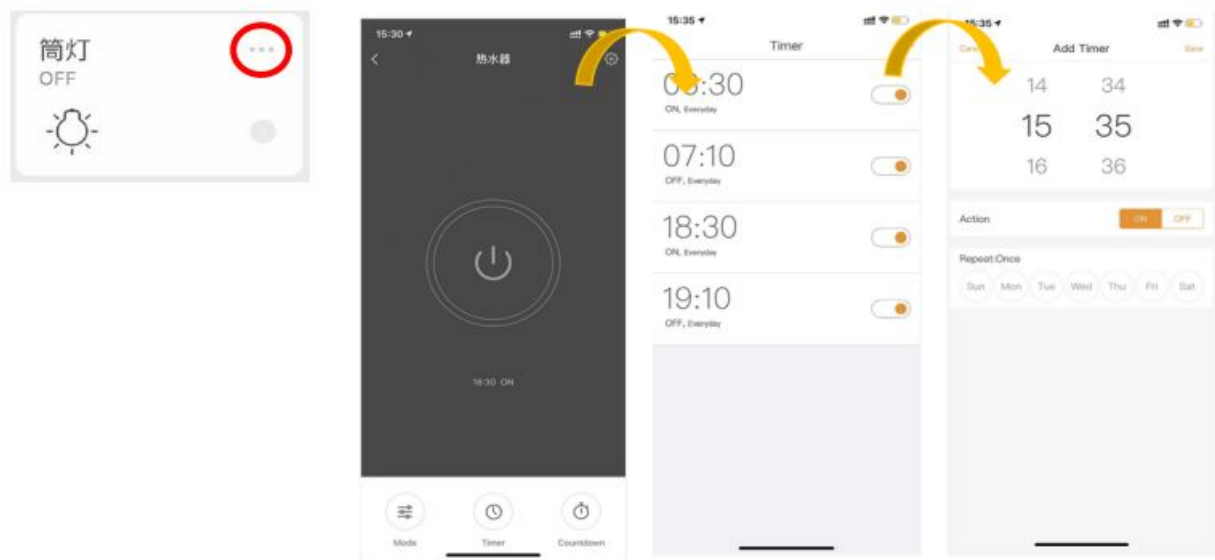 筒灯
OFF
15:30
热水器
18:30 ON
Mode
Timer
Countdown
15:35
Timer
:30
ON, Everyday
07:10
OFF, Everyday
18:30
ON, Everyday
19:10
OFF, Everyday
15:35
Add Timer
Save
14 34
15 35
16 36
Action
ON OFF
Repeat:Once
Sun Mon Tue Wed Thu Fri Sat